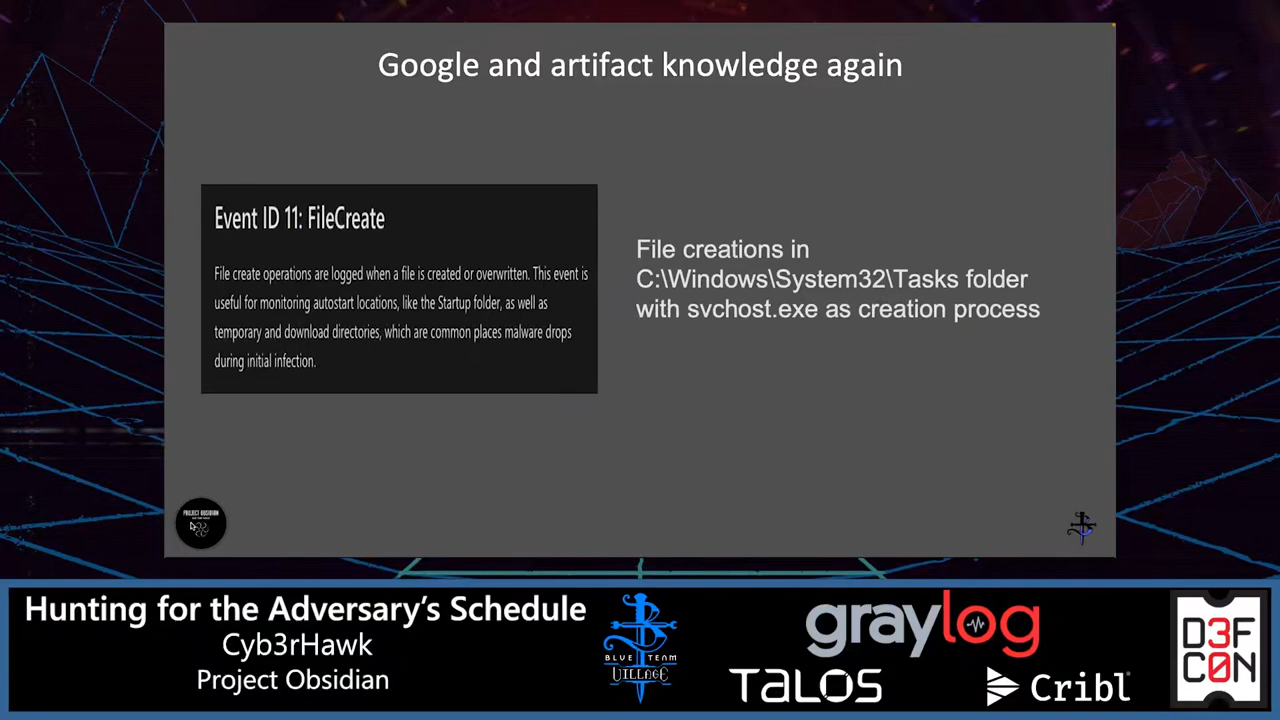 Google and artifact knowledge again
Event ID 11: FileCreate
File create operations are logged when a file is created or overwritten. This event is
useful for monitoring autostart locations, like the Startup folder, as well as
temporary and download directories, which are common places malware drops
during initial infection.
File creations in
C:\Windows\System32\Tasks folder
with svchost.exe as creation process
PROJECT OBSIDIAN
Hunting for the Adversary's Schedule
Cyb3rHawk
Project Obsidian
BLUE TEAM
VILLAGE
graylog
TALOS
Cribl
D3F
C0N